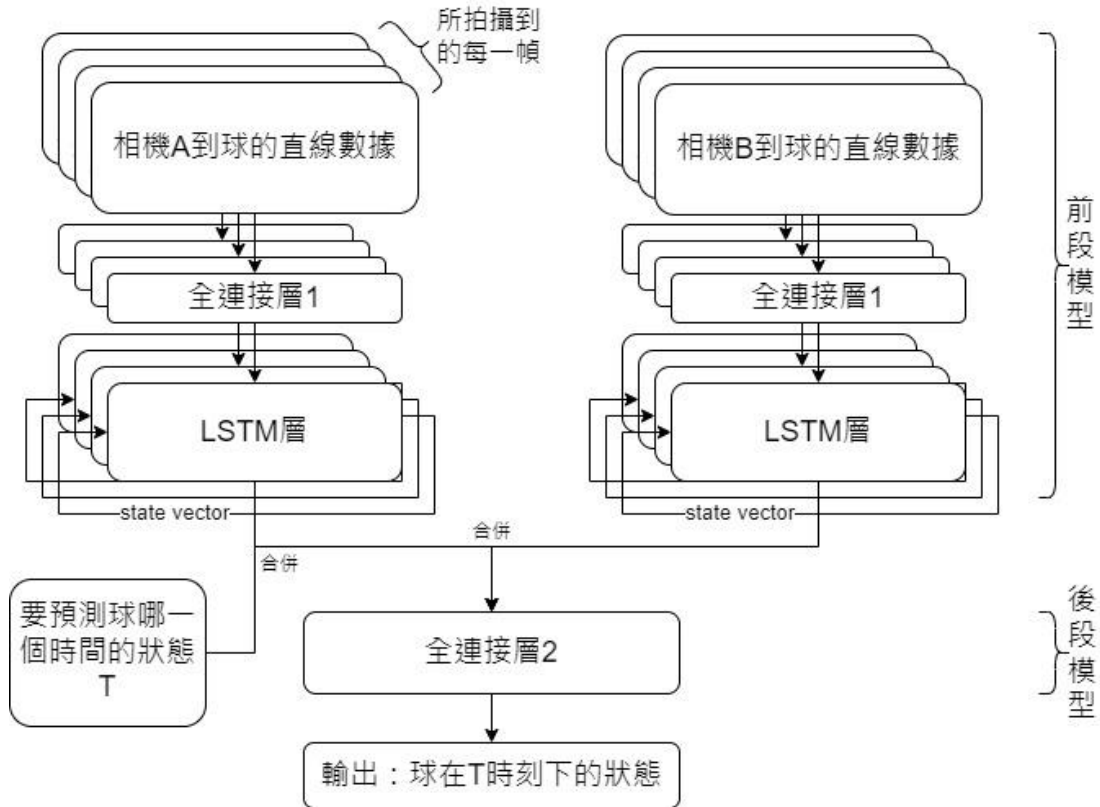 所拍攝到
的每一幀
相機A到球的直線數據
相機B到球的直線數據
全連接層1
全連接層1
LSTM層
LSTM層
state vector
state vector
前
段
模
型
合併
合併
要預測球哪一
個時間的狀態
T
全連接層2
後
段
模
型
輸出：球在T時刻下的狀態